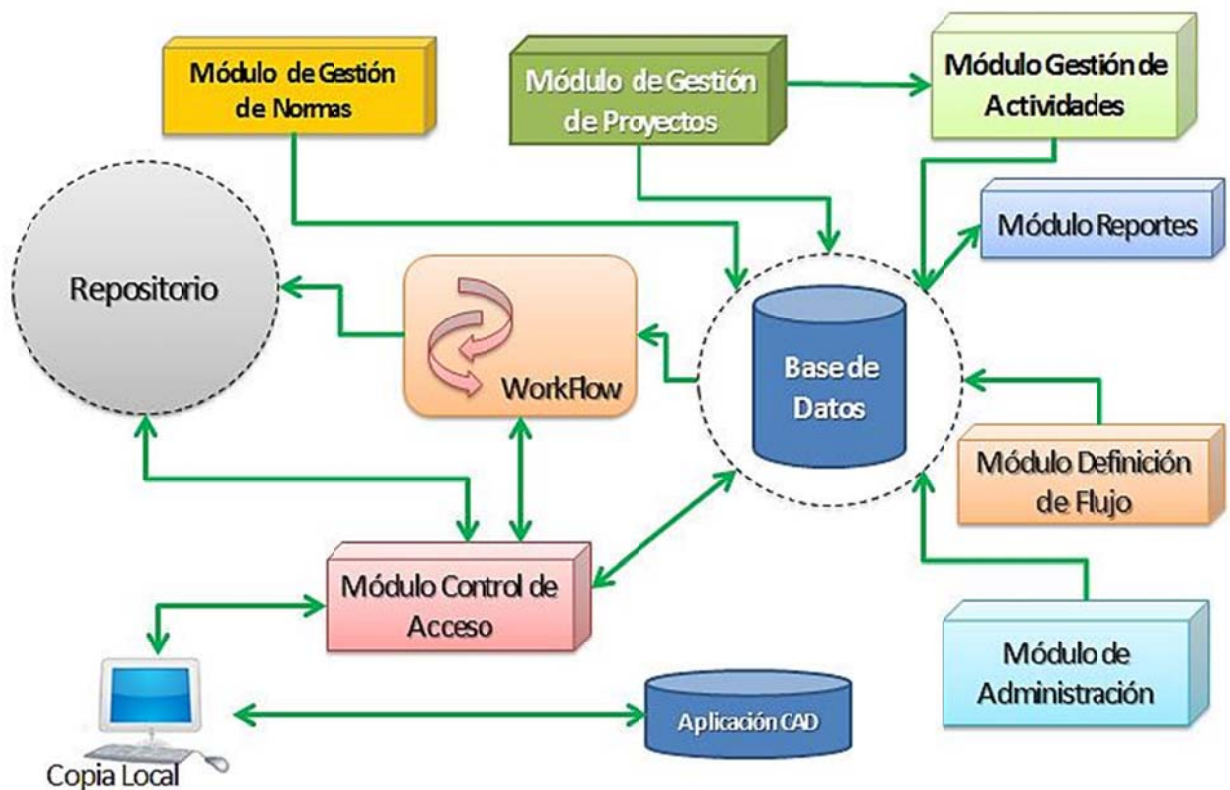 Módulo de Gestión
de Normas
Módulo de Gestión
de Proyectos
Módulo Gestión de
Actividades
Módulo Reportes
Repositorio
WorkFlow
Base de
Datos
Módulo Definición
de Flujo
Módulo Control de
Acceso
Módulo de
Administración
Aplicación CAD
Copia Local